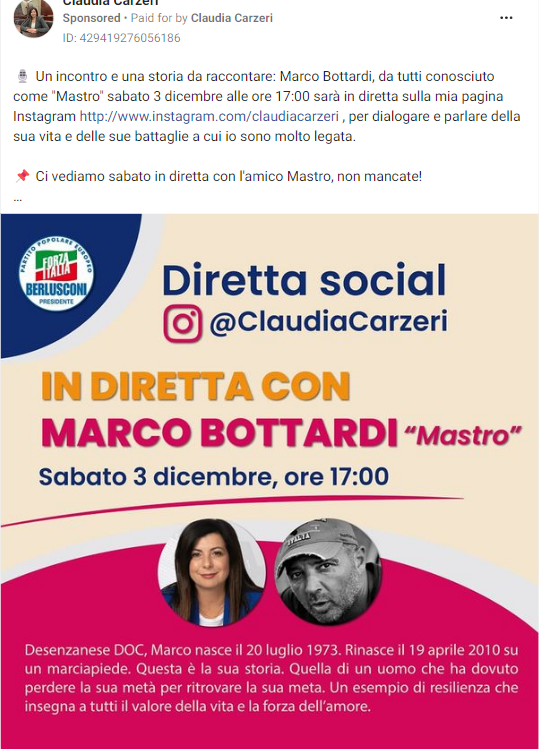 Claudia Carzeri
Sponsored • Paid for by Claudia Carzeri
ID: 429419276056186
Un incontro e una storia da raccontare: Marco Bottardi, da tutti conosciuto
come "Mastro" sabato 3 dicembre alle ore 17:00 sarà in diretta sulla mia pagina
Instagram http://www.instagram.com/claudiacarzeri , per dialogare e parlare della
sua vita e delle sue battaglie a cui io sono molto legata.
Ci vediamo sabato in diretta con l'amico Mastro, non mancate!
...
PARTITO POPOLARE EUROPEO
FORZA
ITALIA
BERLUSCONI
PRESIDENTE
Diretta social
@ClaudiaCarzeri
IN DIRETTA CON
MARCO BOTTARDI “Mastro”
Sabato 3 dicembre, ore 17:00
ITALIA
Desenzanese DOC, Marco nasce il 20 luglio 1973. Rinasce il 19 aprile 2010 su
un marciapiede. Questa è la sua storia. Quella di un uomo che ha dovuto
perdere la sua metà per ritrovare la sua meta. Un esempio di resilienza che
insegna a tutti il valore della vita e la forza dell’amore.